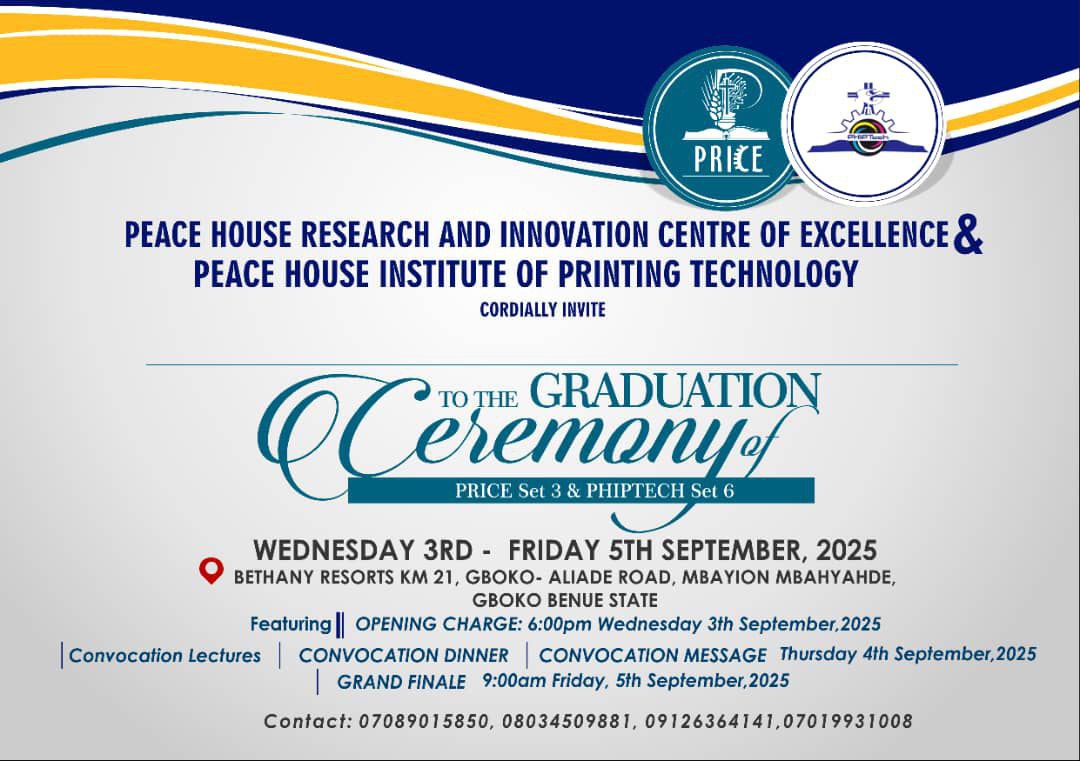 PRICE
PHIPTech
PEACE HOUSE RESEARCH AND INNOVATION CENTRE OF EXCELLENCE &
PEACE HOUSE INSTITUTE OF PRINTING TECHNOLOGY
CORDIALLY INVITE
TO THE GRADUATION
Ceremony of
PRICE Set 3 & PHIPTECH Set 6
WEDNESDAY 3RD - FRIDAY 5TH SEPTEMBER, 2025
BETHANY RESORTS KM 21, GBOKO- ALIADE ROAD, MBAYION MBAHYAHDE,
GBOKO BENUE STATE
Featuring || OPENING CHARGE: 6:00pm Wednesday 3th September,2025
| Convocation Lectures | CONVOCATION DINNER | CONVOCATION MESSAGE Thursday 4th September,2025
| GRAND FINALE 9:00am Friday, 5th September,2025
Contact: 07089015850, 08034509881, 09126364141,07019931008